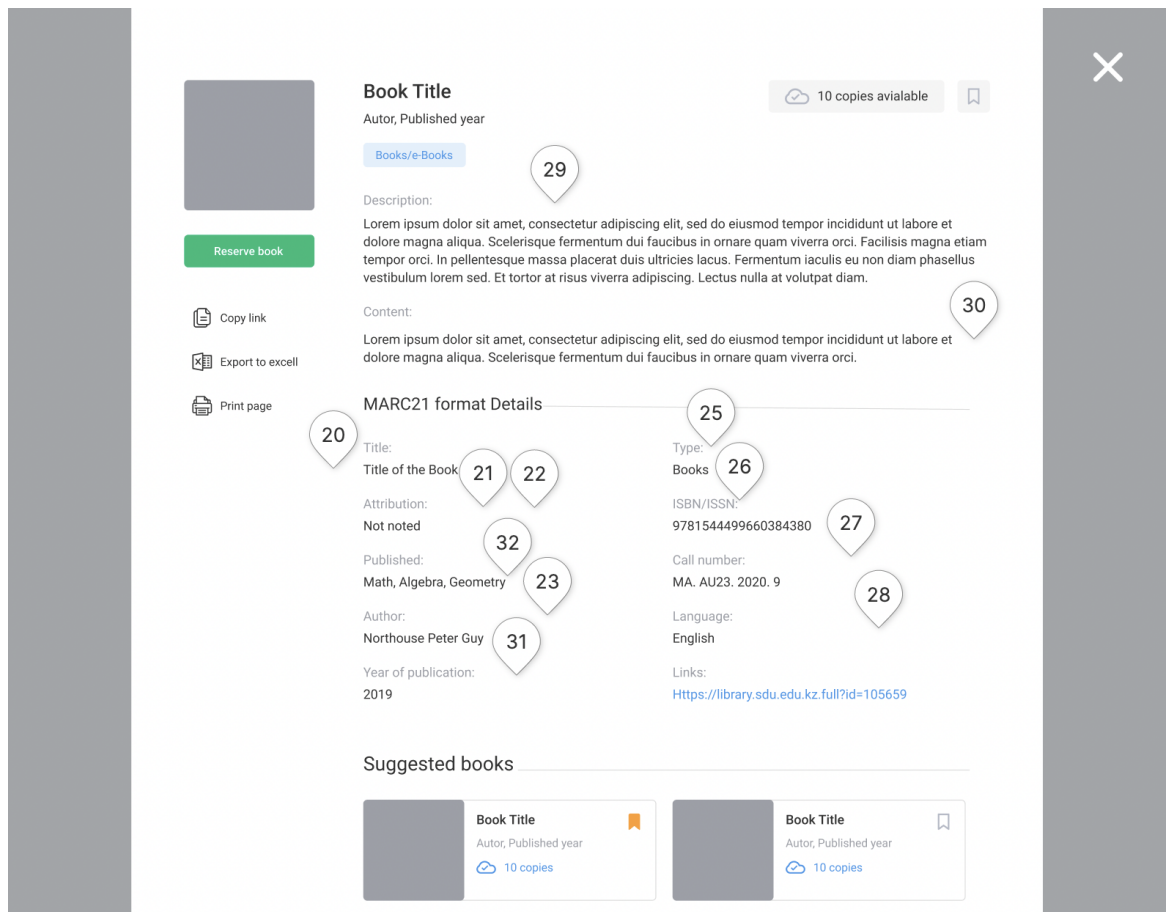 Book Title
10 copies avialable
Autor, Published year
Books/e-Books
29
Description:
Lorem ipsum dolor sit amet, consectetur adipiscing elit, sed do eiusmod tempor incididunt ut labore et
dolore magna aliqua. Scelerisque fermentum dui faucibus in ornare quam viverra orci. Facilisis magna etiam
tempor orci. In pellentesque massa placerat duis ultricies lacus. Fermentum iaculis eu non diam phasellus
vestibulum lorem sed. Et tortor at risus viverra adipiscing. Lectus nulla at volutpat diam.
Reserve book
Copy link
Export to excell
Print page
30
Content:
Lorem ipsum dolor sit amet, consectetur adipiscing elit, sed do eiusmod tempor incididunt ut labore et
dolore magna aliqua. Scelerisque fermentum dui faucibus in ornare quam viverra orci.
MARC21 format Details
20
Title:
Title of the Book
21
22
Attribution:
Not noted
32
Published:
Math, Algebra, Geometry
23
Author:
Northouse Peter Guy
31
Year of publication:
2019
25
Type:
Books
26
ISBN/ISSN:
9781544499660384380
27
Call number:
MA. AU23. 2020. 9
28
Language:
English
Links:
Https://library.sdu.edu.kz.full?id=105659
Suggested books
Book Title
Autor, Published year
10 copies
Book Title
Autor, Published year
10 copies